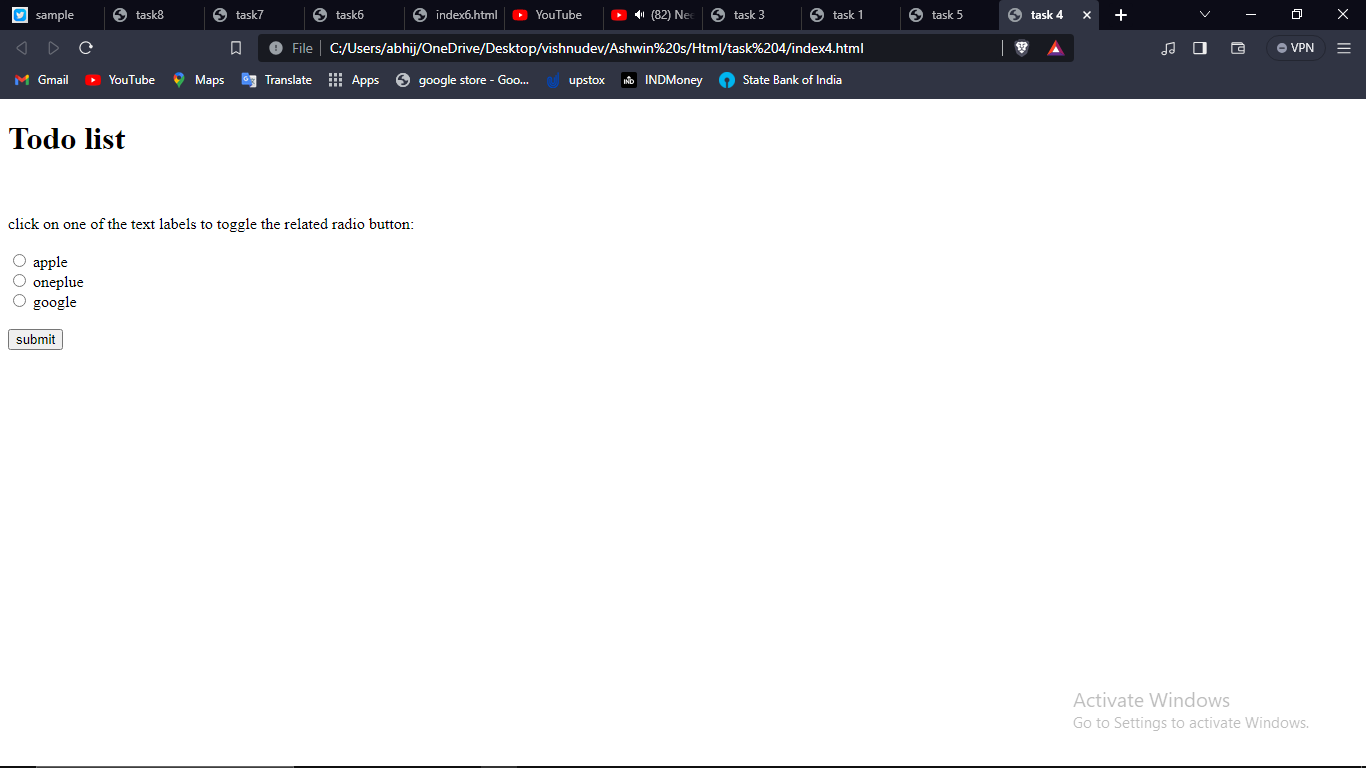 sample task8 task7 task6 index6.html YouTube (82) Nee task 3 task 1 task 5 task 4
File C:/Users/abhij/OneDrive/Desktop/vishnudev/Ashwin%20s/Html/task%204/index4.html VPN
Gmail YouTube Maps Translate Apps google store - Goo... upstox INDMoney State Bank of India
Todo list
click on one of the text labels to toggle the related radio button:
apple
oneplue
google
submit
Activate Windows
Go to Settings to activate Windows.